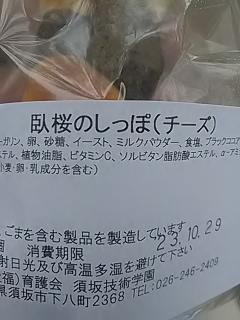 臥桜のしっぽ(チーズ)
ーガリン、卵、砂糖、イースト、ミルクパウダー、食塩、ブラックココア
ステル、植物油脂、ビタミンC、ソルビタン脂肪酸エステル、α-アミ
小麦・卵・乳成分を含む)
、ごまを含む製品を製造しています
23.10.29
個 消費期限
射日光及び高温多湿を避けて下さい
福)育護会 須坂技術学園
県須坂市下八町2368 TEL.026-246-2409